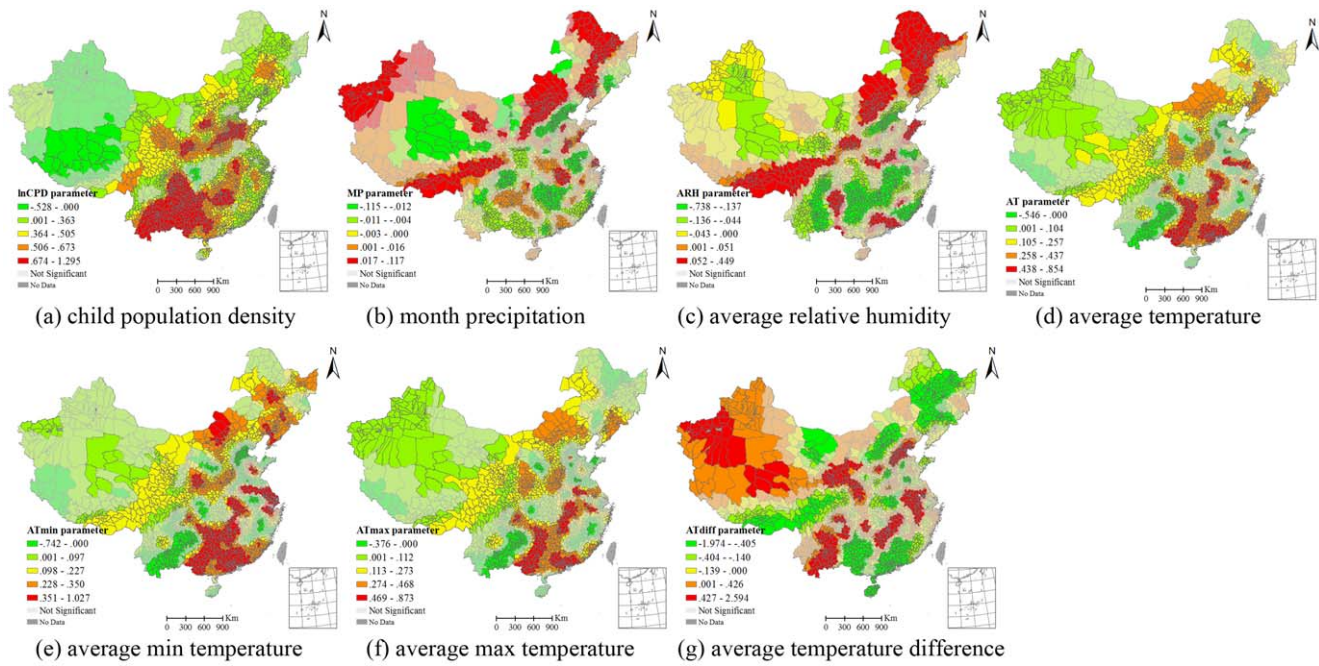 N
lnCPD parameter
-.528 - .000
.001 - .363
.364 - .505
.506 - .673
.674 - 1.295
Not Significant
No Data
0 300 600 900 Km
(a) child population density
N
MP parameter
-.115 - -.012
-.011 - -.004
-.003 - .000
.001 - .016
.017 - .117
Not Significant
No Data
0 300 600 900 Km
(b) month precipitation
N
ARH parameter
-.738 - -.137
-.136 - -.044
-.043 - .000
.001 - .051
.052 - .449
Not Significant
No Data
0 300 600 900 Km
(c) average relative humidity
N
AT parameter
-.546 - .000
.001 - .104
.105 - .257
.258 - .437
.438 - .854
Not Significant
No Data
0 300 600 900 Km
(d) average temperature
N
ATmin parameter
-.742 - .000
.001 - .097
.098 - .227
.228 - .350
.351 - 1.027
Not Significant
No Data
0 300 600 900 Km
(e) average min temperature
N
ATmax parameter
-.376 - .000
.001 - .112
.113 - .273
.274 - .468
.469 - .873
Not Significant
No Data
0 300 600 900 Km
(f) average max temperature
N
ATdiff parameter
-1.974 - -.405
-.404 - -.140
-.139 - .000
.001 - .426
.427 - 2.594
Not Significant
No Data
0 300 600 900 Km
(g) average temperature difference